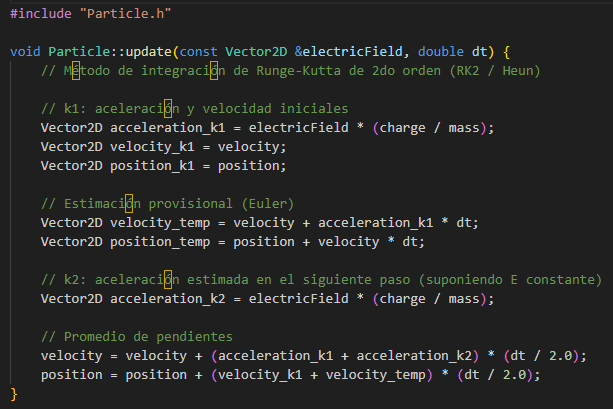 #include "Particle.h"
void Particle::update(const Vector2D &electricField, double dt) {
// Método de integración de Runge-Kutta de 2do orden (RK2 / Heun)
// k1: aceleración y velocidad iniciales
Vector2D acceleration_k1 = electricField * (charge / mass);
Vector2D velocity_k1 = velocity;
Vector2D position_k1 = position;
// Estimación provisional (Euler)
Vector2D velocity_temp = velocity + acceleration_k1 * dt;
Vector2D position_temp = position + velocity * dt;
// k2: aceleración estimada en el siguiente paso (suponiendo E constante)
Vector2D acceleration_k2 = electricField * (charge / mass);
// Promedio de pendientes
velocity = velocity + (acceleration_k1 + acceleration_k2) * (dt / 2.0);
position = position + (velocity_k1 + velocity_temp) * (dt / 2.0);
}